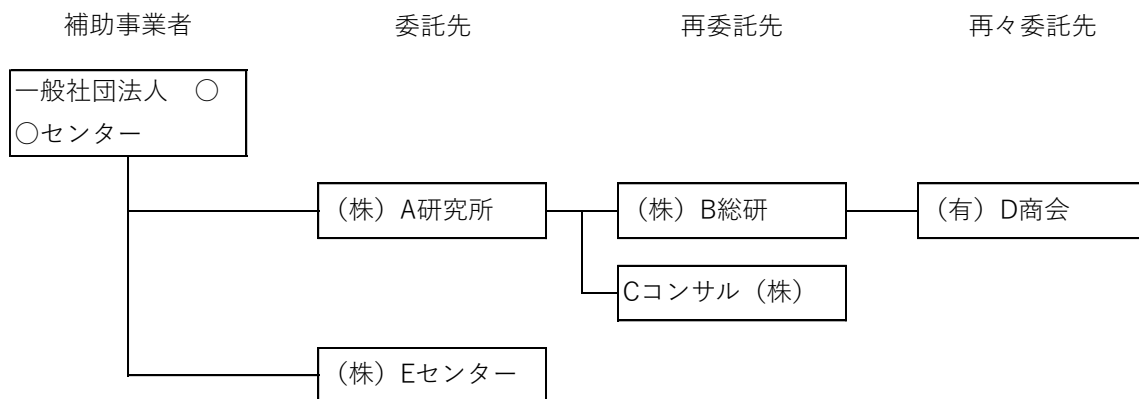 補助事業者 委託先 再委託先 再々委託先
一般社団法人　○
○センター
（株）A研究所 （株）B総研 （有）D商会
Cコンサル（株）
（株）Eセンター